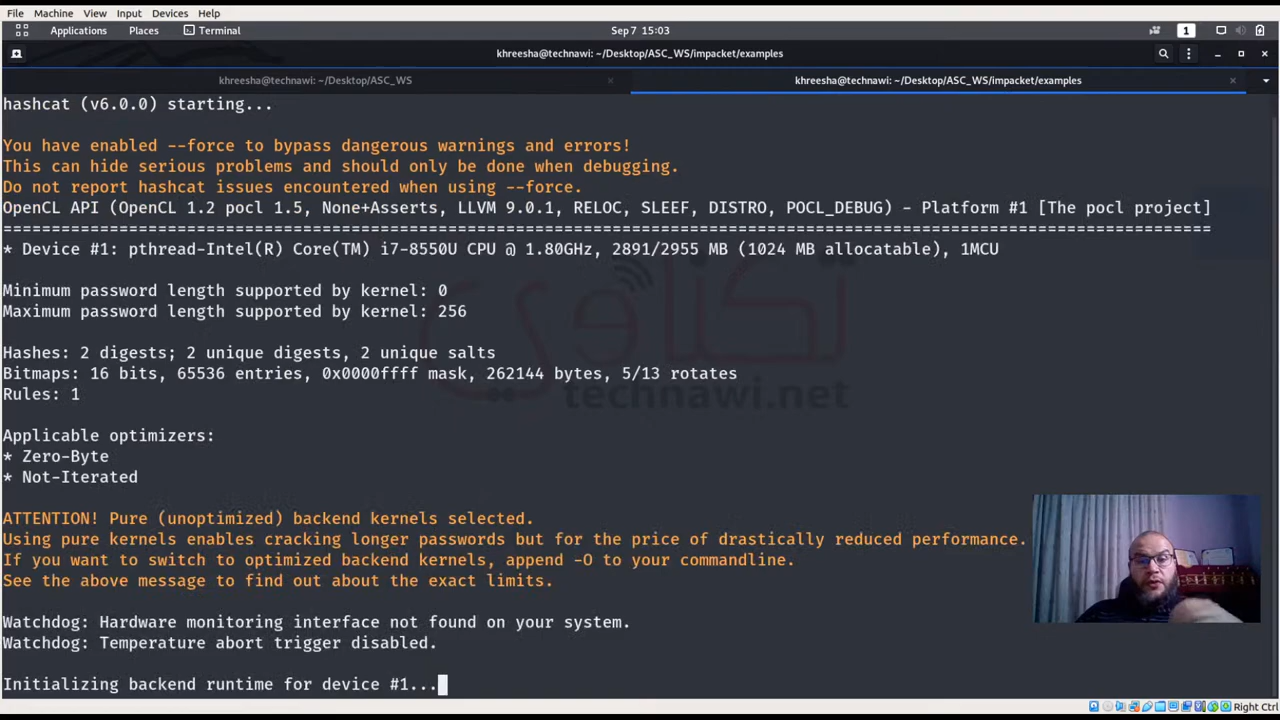 File Machine View Input Devices Help
Applications Places Terminal Sep 7 15:03 1
khreesha@technawi: ~/Desktop/ASC_WS/impacket/examples
khreesha@technawi: ~/Desktop/ASC_WS khreesha@technawi: ~/Desktop/ASC_WS/impacket/examples
hashcat (v6.0.0) starting...
You have enabled --force to bypass dangerous warnings and errors!
This can hide serious problems and should only be done when debugging.
Do not report hashcat issues encountered when using --force.
OpenCL API (OpenCL 1.2 pocl 1.5, None+Asserts, LLVM 9.0.1, RELOC, SLEEF, DISTRO, POCL_DEBUG) - Platform #1 [The pocl project]
=============================================================================================================================
* Device #1: pthread-Intel(R) Core(TM) i7-8550U CPU @ 1.80GHz, 2891/2955 MB (1024 MB allocatable), 1MCU
Minimum password length supported by kernel: 0
Maximum password length supported by kernel: 256
تكناوي
Hashes: 2 digests; 2 unique digests, 2 unique salts
Bitmaps: 16 bits, 65536 entries, 0x0000ffff mask, 262144 bytes, 5/13 rotates
Rules: 1
technawi.net
Applicable optimizers:
* Zero-Byte
* Not-Iterated
ATTENTION! Pure (unoptimized) backend kernels selected.
Using pure kernels enables cracking longer passwords but for the price of drastically reduced performance.
If you want to switch to optimized backend kernels, append -O to your commandline.
See the above message to find out about the exact limits.
Watchdog: Hardware monitoring interface not found on your system.
Watchdog: Temperature abort trigger disabled.
Initializing backend runtime for device #1...
Right Ctrl